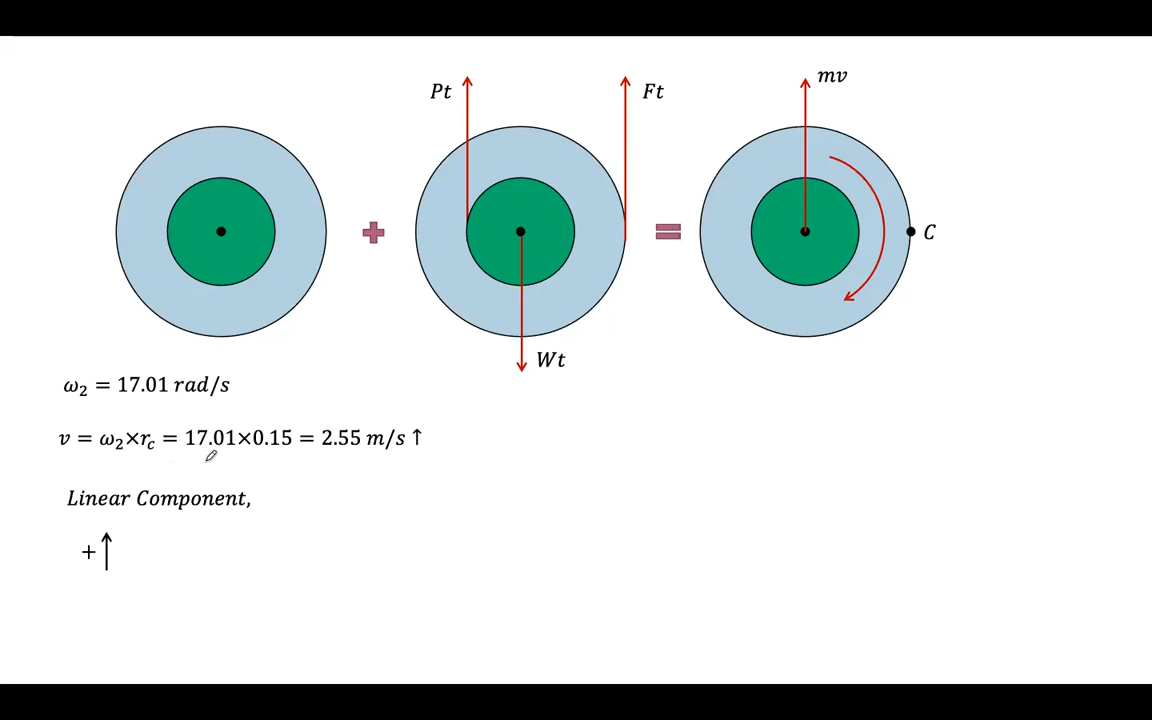 mv
Pt
Ft
C
Wt
ω₂ = 17.01 rad/s
v = ω₂×r꜀ = 17.01×0.15 = 2.55 m/s ↑
Linear Component,
+↑